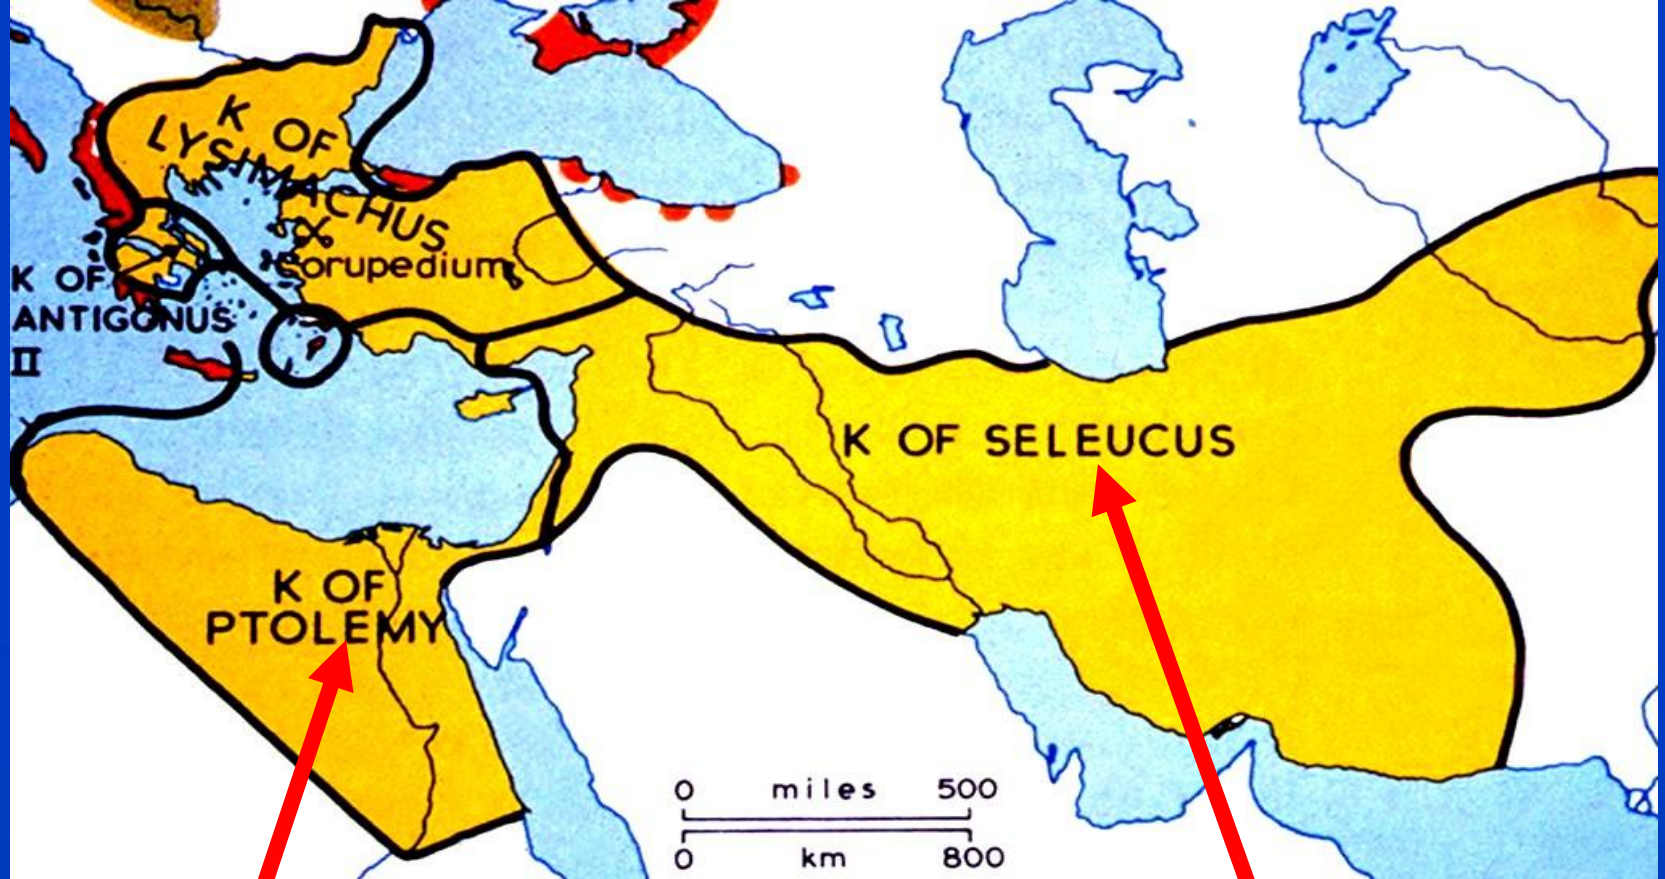 K OF
LYSIMACHUS
Corupedium
K OF
ANTIGONUS
II
K OF SELEUCUS
K OF
PTOLEMY
0 miles 500
0 km 800